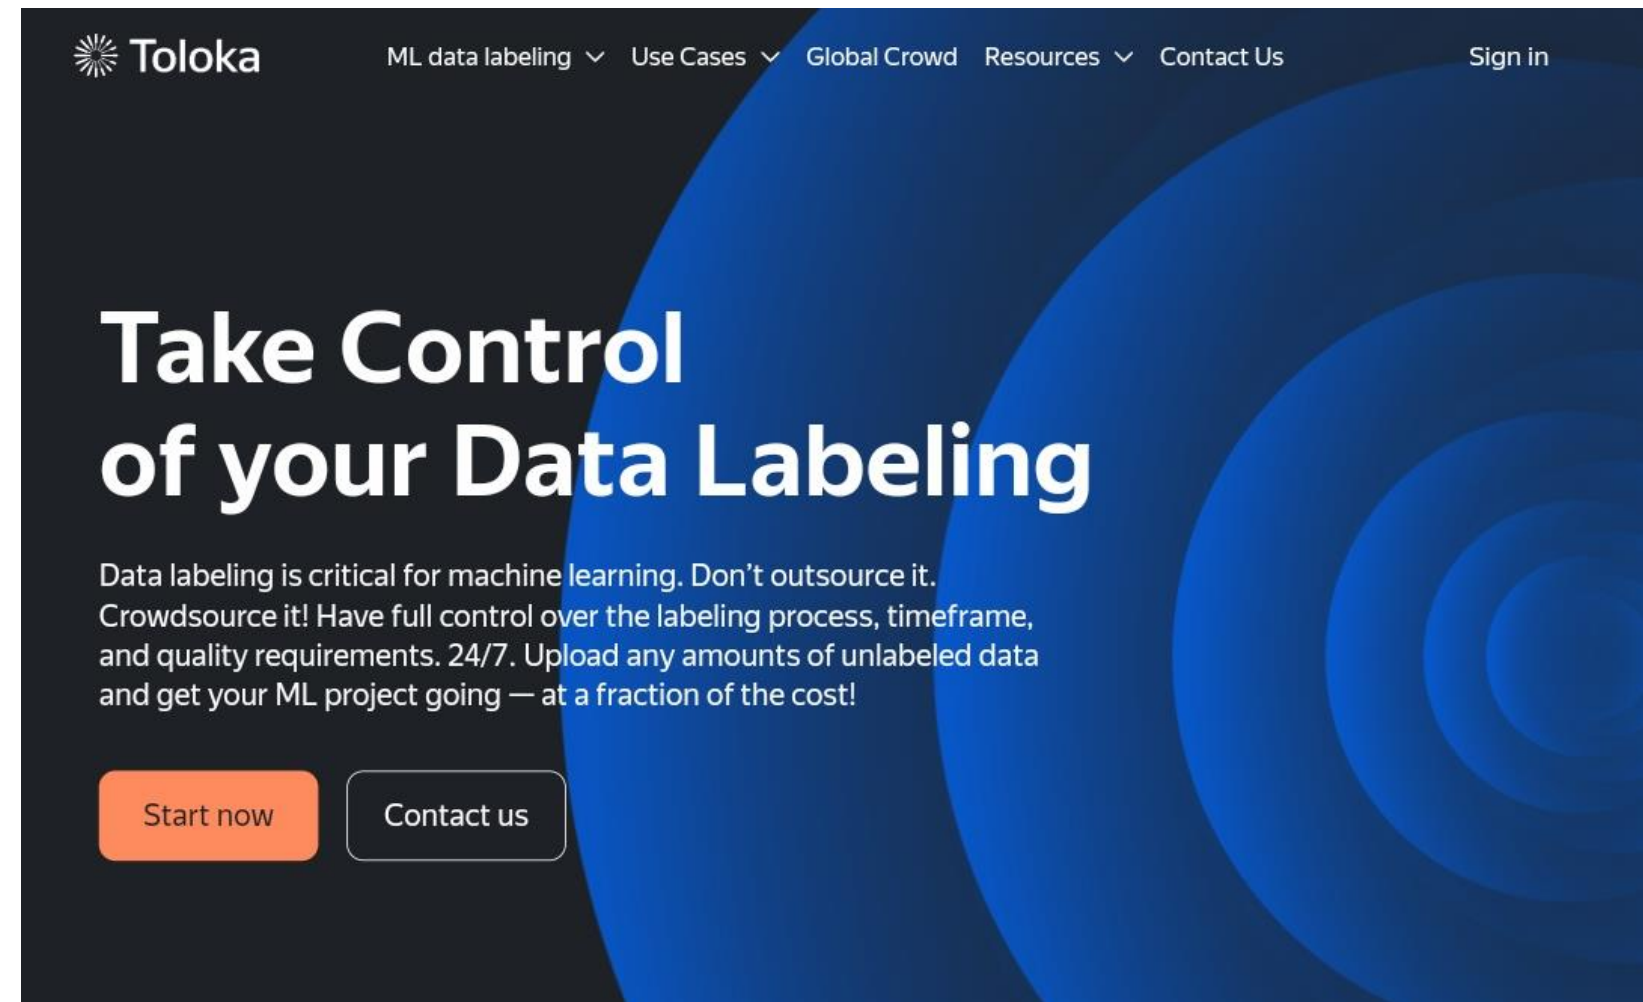 Toloka
ML data labeling
Use Cases
Global Crowd
Resources
Contact Us
Sign in
Take Control
of your Data Labeling
Data labeling is critical for machine learning. Don’t outsource it.
Crowdsource it! Have full control over the labeling process, timeframe,
and quality requirements. 24/7. Upload any amounts of unlabeled data
and get your ML project going — at a fraction of the cost!
Start now
Contact us